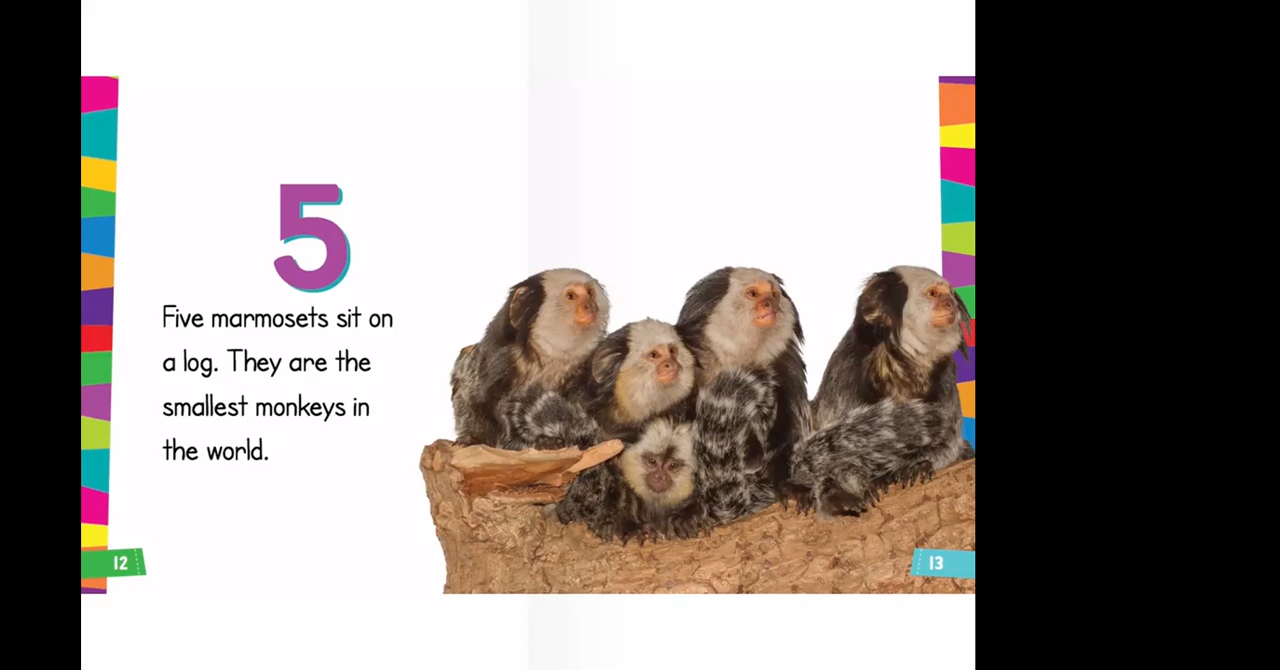 5
Five marmosets sit on
a log. They are the
smallest monkeys in
the world.
12
13